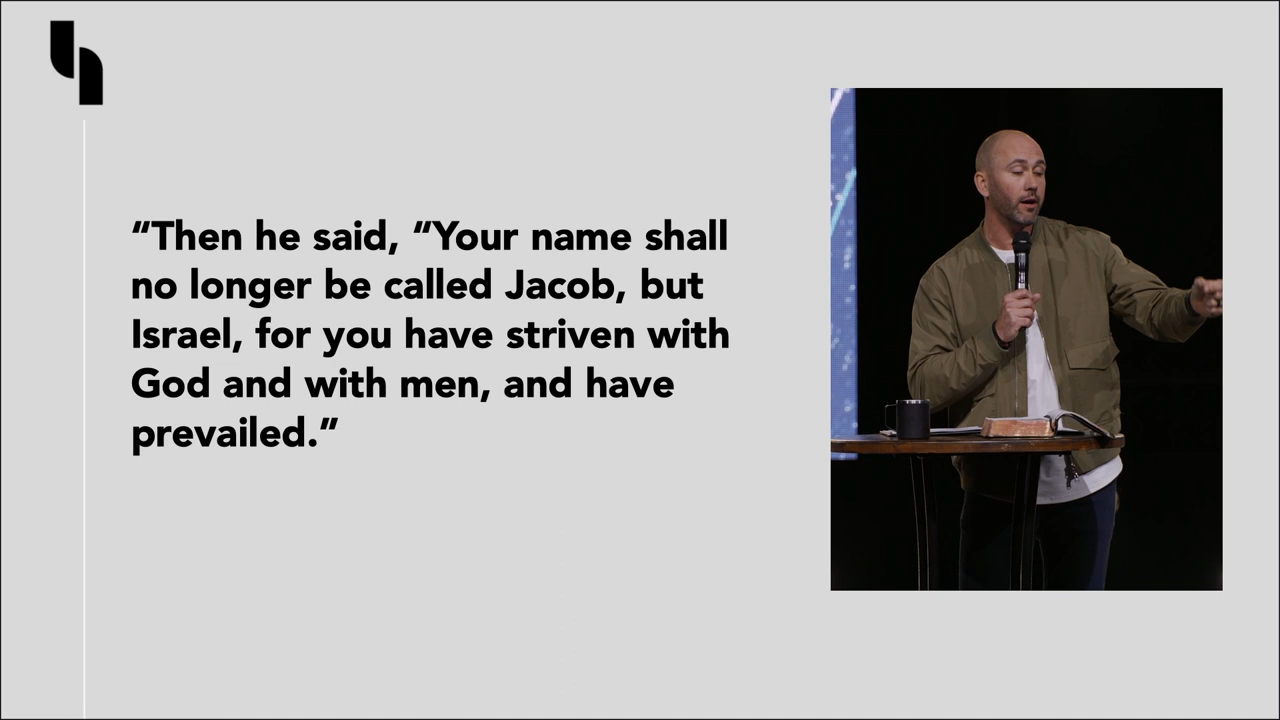 “Then he said, “Your name shall
no longer be called Jacob, but
Israel, for you have striven with
God and with men, and have
prevailed.”